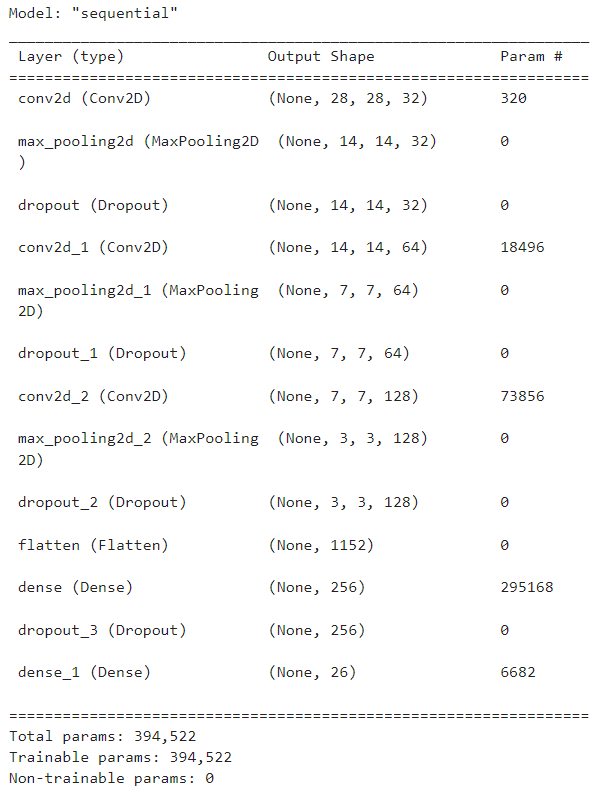 Model: "sequential"
_________________________________________________________________
Layer (type) Output Shape Param #
=================================================================
conv2d (Conv2D) (None, 28, 28, 32) 320
max_pooling2d (MaxPooling2D (None, 14, 14, 32) 0
)
dropout (Dropout) (None, 14, 14, 32) 0
conv2d_1 (Conv2D) (None, 14, 14, 64) 18496
max_pooling2d_1 (MaxPooling (None, 7, 7, 64) 0
2D)
dropout_1 (Dropout) (None, 7, 7, 64) 0
conv2d_2 (Conv2D) (None, 7, 7, 128) 73856
max_pooling2d_2 (MaxPooling (None, 3, 3, 128) 0
2D)
dropout_2 (Dropout) (None, 3, 3, 128) 0
flatten (Flatten) (None, 1152) 0
dense (Dense) (None, 256) 295168
dropout_3 (Dropout) (None, 256) 0
dense_1 (Dense) (None, 26) 6682
=================================================================
Total params: 394,522
Trainable params: 394,522
Non-trainable params: 0